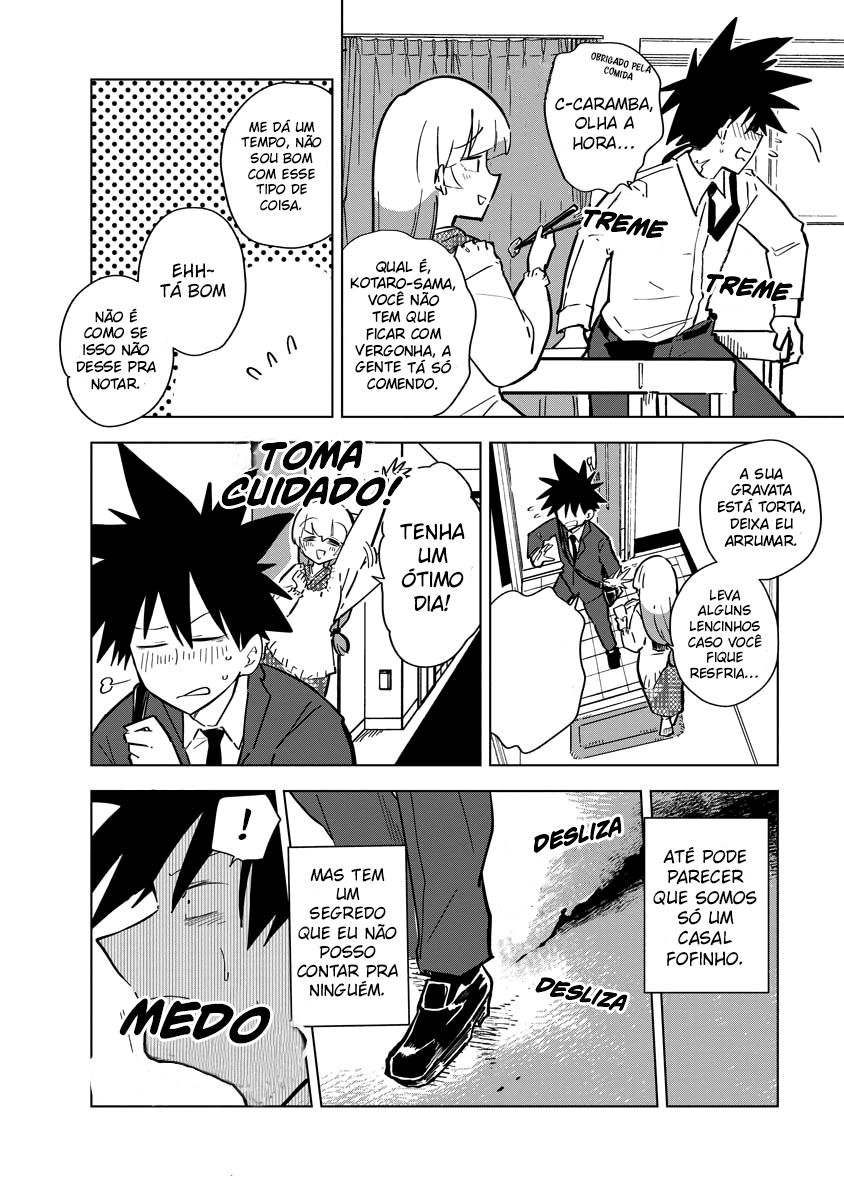 OBRIGADO PELA
COMIDA
C-CARAMBA,
OLHA A
HORA...
TREME
TREME
QUAL É,
KOTARO-SAMA,
VOCÊ NÃO
TEM QUE
FICAR COM
VERGONHA, A
GENTE TÁ SÓ
COMENDO.
ME DÁ UM
TEMPO, NÃO
SOU BOM
COM ESSE
TIPO DE
COISA.
EHH~
TÁ BOM
NÃO É
COMO SE
ISSO NÃO
DESSE PRA
NOTAR.
A SUA
GRAVATA
ESTÁ TORTA,
DEIXA EU
ARRUMAR.
LEVA
ALGUNS
LENCINHOS
CASO VOCÊ
FIQUE
RESFRIA...
TOMA
CUIDADO!
TENHA
UM
ÓTIMO
DIA!
ATÉ PODE
PARECER
QUE SOMOS
SÓ UM
CASAL
FOFINHO.
DESLIZA
DESLIZA
MAS TEM
UM
SEGREDO
QUE EU NÃO
POSSO
CONTAR PRA
NINGUÉM.
!
MEDO